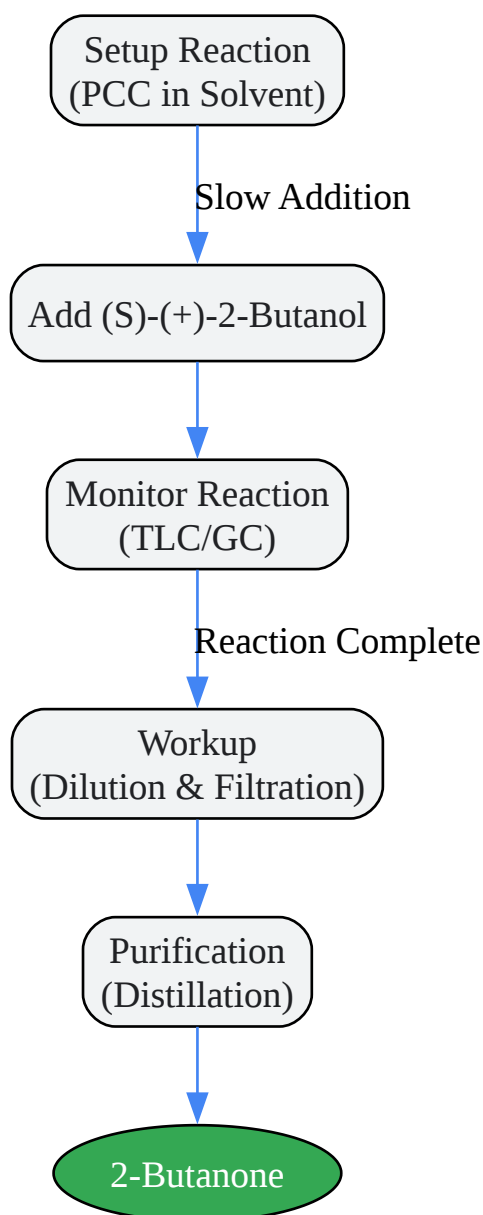 Setup Reaction
(PCC in Solvent)
Slow Addition
Add (S)-(+)-2-Butanol
Monitor Reaction
(TLC/GC)
Reaction Complete
Workup
(Dilution & Filtration)
Purification
(Distillation)
2-Butanone